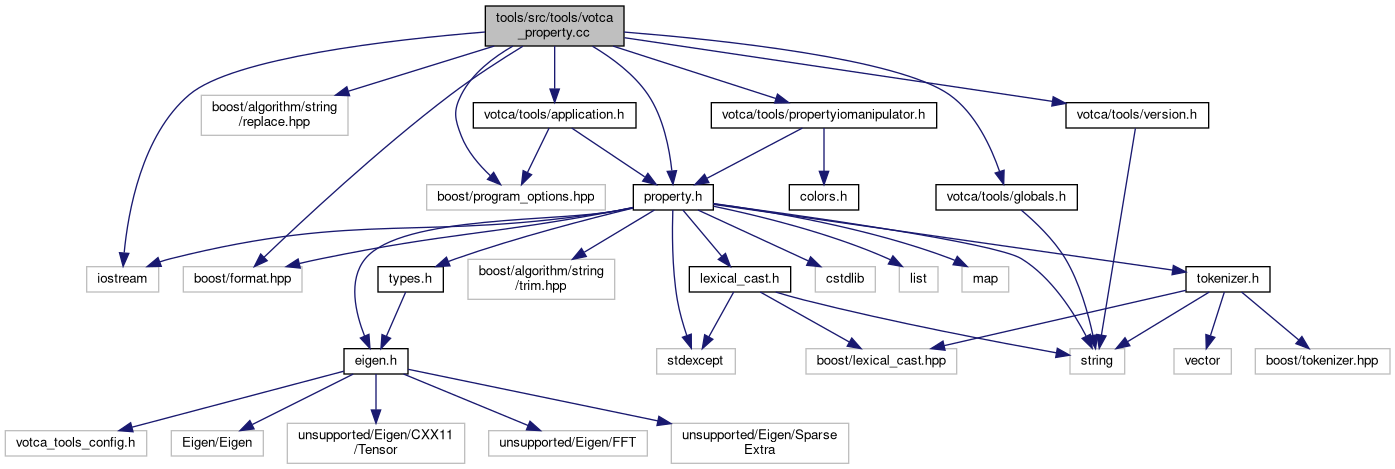 tools/src/tools/votca
_property.cc
boost/algorithm/string
/replace.hpp
votca/tools/application.h
votca/tools/propertyiomanipulator.h
votca/tools/version.h
boost/program_options.hpp
property.h
colors.h
votca/tools/globals.h
iostream
boost/format.hpp
types.h
boost/algorithm/string
/trim.hpp
lexical_cast.h
cstdlib
list
map
tokenizer.h
eigen.h
stdexcept
boost/lexical_cast.hpp
string
vector
boost/tokenizer.hpp
votca_tools_config.h
Eigen/Eigen
unsupported/Eigen/CXX11
/Tensor
unsupported/Eigen/FFT
unsupported/Eigen/Sparse
Extra